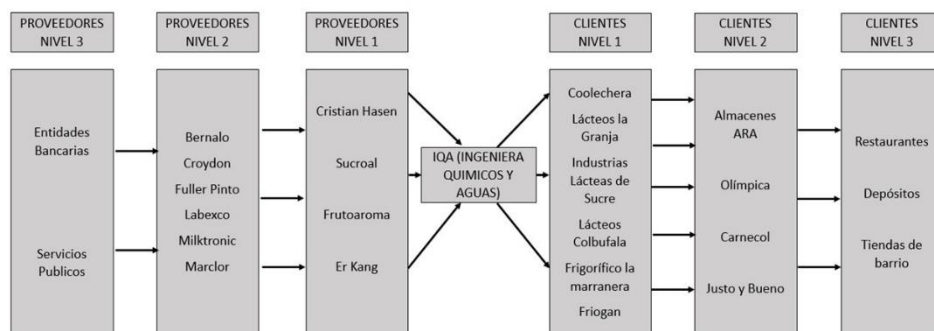 PROVEEDORES
NIVEL 3
PROVEEDORES
NIVEL 2
PROVEEDORES
NIVEL 1
CLIENTES
NIVEL 1
CLIENTES
NIVEL 2
CLIENTES
NIVEL 3
Entidades
Bancarias
Servicios
Publicos
Bernalo
Croydon
Fuller Pinto
Labexco
Milktronic
Marclor
Cristian Hasen
Sucroal
Frutoaroma
Er Kang
IQA (INGENIERA
QUIMICOS Y
AGUAS)
Coolechera
Lácteos la
Granja
Industrias
Lácteas de
Sucre
Lácteos
Colbufala
Frigorífico la
marranera
Friogan
Almacenes
ARA
Olímpica
Carnecol
Justo y Bueno
Restaurantes
Depósitos
Tiendas de
barrio